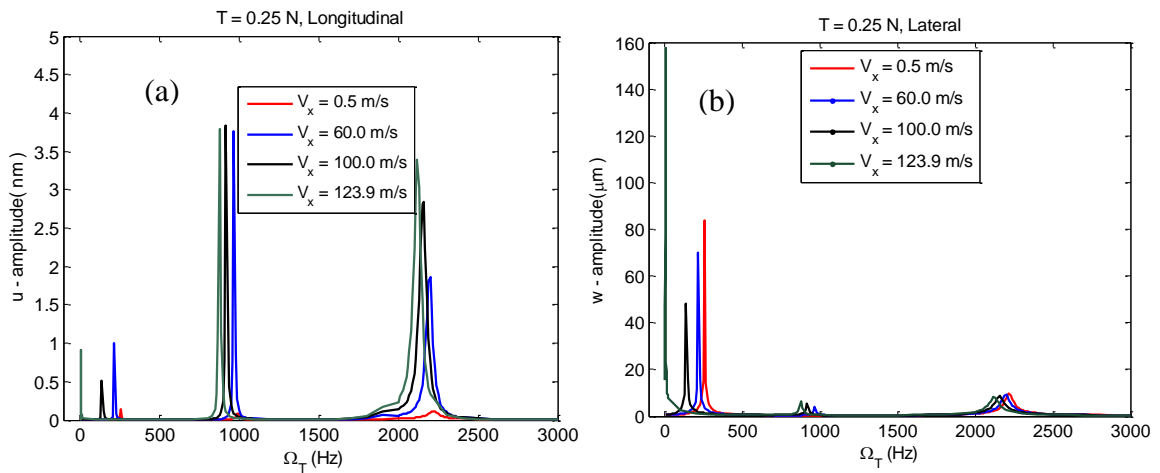 T = 0.25 N, Longitudinal
5
4.5
4
3.5
3
2.5
2
1.5
1
0.5
0
u - amplitude( nm )
(a)
V_x = 0.5 m/s
V_x = 60.0 m/s
V_x = 100.0 m/s
V_x = 123.9 m/s
0 500 1000 1500 2000 2500 3000
Ω_T (Hz)
T = 0.25 N, Lateral
160
140
120
100
80
60
40
20
0
w - amplitude(μm )
(b)
V_x = 0.5 m/s
V_x = 60.0 m/s
V_x = 100.0 m/s
V_x = 123.9 m/s
0 500 1000 1500 2000 2500 3000
Ω_T (Hz)